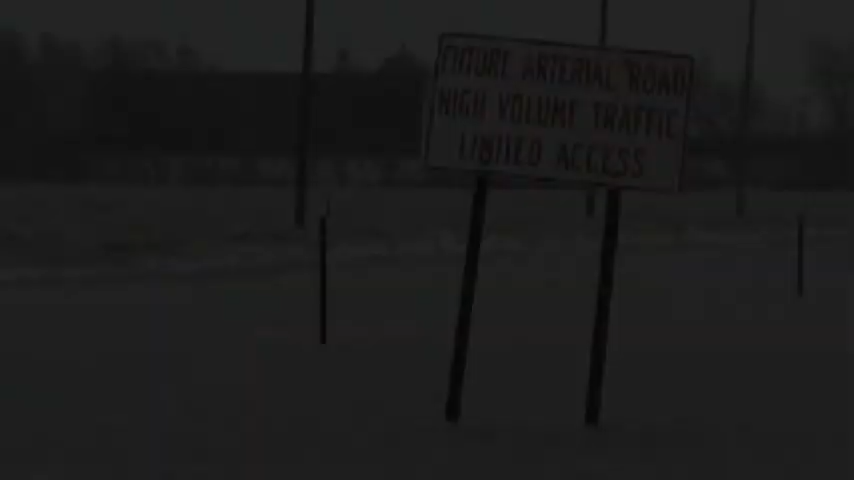 FUTURE ARTERIAL ROAD
HIGH VOLUME TRAFFIC
LIMITED ACCESS